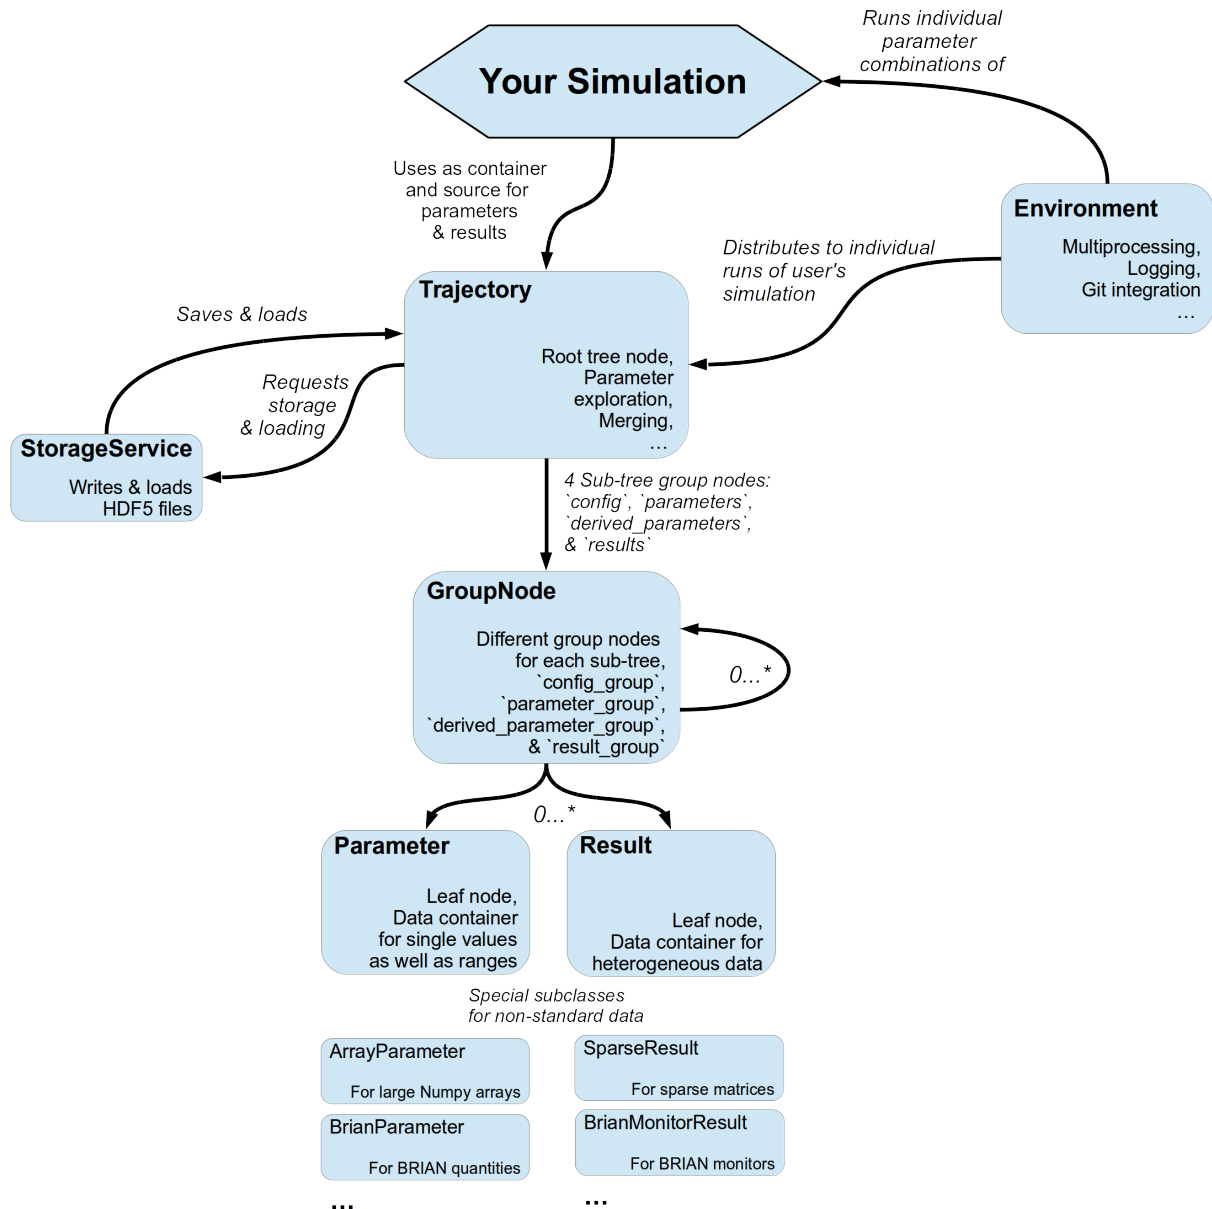 Runs individual
parameter
combinations of
Your Simulation
Uses as container
and source for
parameters
& results
Environment
Multiprocessing,
Logging,
Git integration
...
Distributes to individual
runs of user's
simulation
Trajectory
Root tree node,
Parameter
exploration,
Merging,
...
Saves & loads
Requests
storage
& loading
StorageService
Writes & loads
HDF5 files
4 Sub-tree group nodes:
`config`, `parameters`,
`derived_parameters`,
& `results`
GroupNode
Different group nodes
for each sub-tree,
`config_group`,
`parameter_group`,
`derived_parameter_group`,
& `result_group`
0...*
0...*
Parameter
Leaf node,
Data container
for single values
as well as ranges
Result
Leaf node,
Data container for
heterogeneous data
Special subclasses
for non-standard data
ArrayParameter
For large Numpy arrays
SparseResult
For sparse matrices
BrianParameter
For BRIAN quantities
BrianMonitorResult
For BRIAN monitors
...
...